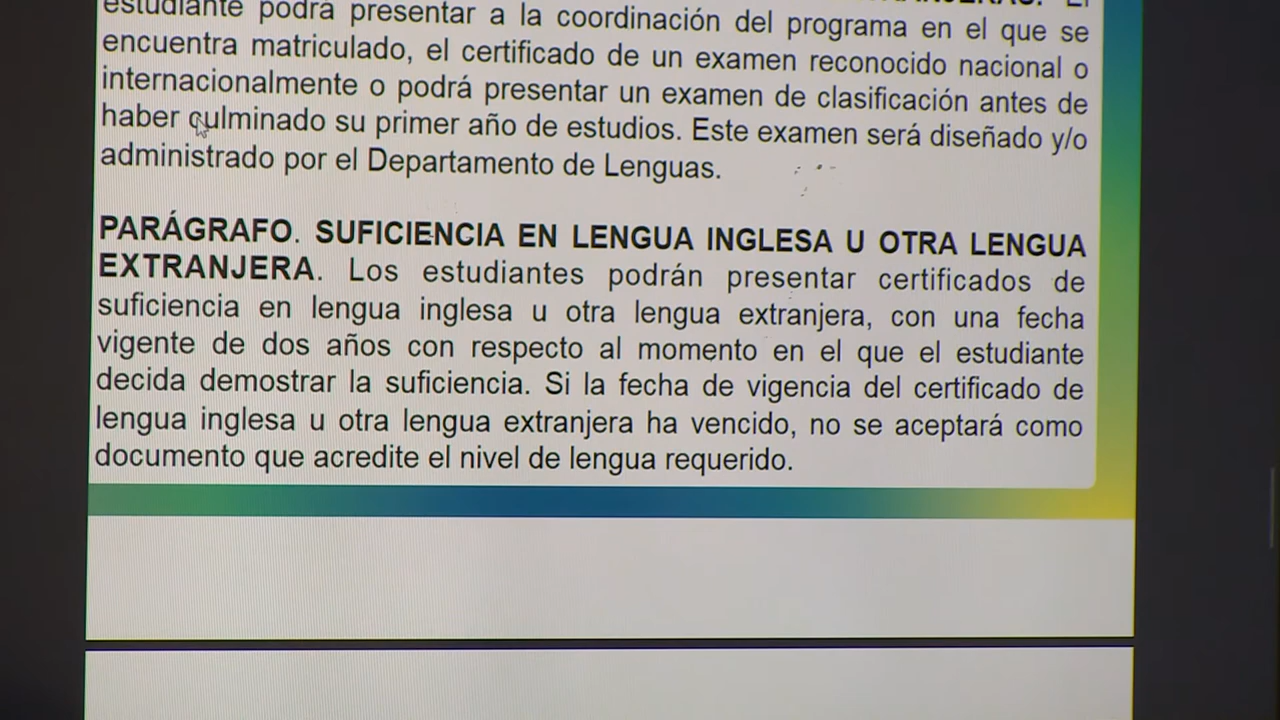 estudiante podrá presentar a la coordinación del programa en el que se
encuentra matriculado, el certificado de un examen reconocido nacional o
internacionalmente o podrá presentar un examen de clasificación antes de
haber culminado su primer año de estudios. Este examen será diseñado y/o
administrado por el Departamento de Lenguas.
PARÁGRAFO. SUFICIENCIA EN LENGUA INGLESA U OTRA LENGUA
EXTRANJERA. Los estudiantes podrán presentar certificados de
suficiencia en lengua inglesa u otra lengua extranjera, con una fecha
vigente de dos años con respecto al momento en el que el estudiante
decida demostrar la suficiencia. Si la fecha de vigencia del certificado de
lengua inglesa u otra lengua extranjera ha vencido, no se aceptará como
documento que acredite el nivel de lengua requerido.